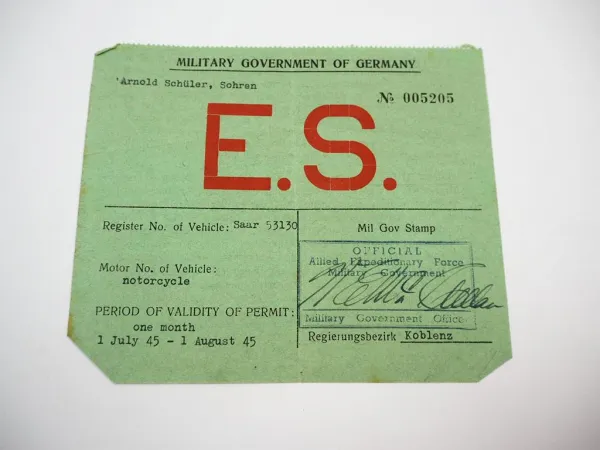 MILITARY GOVERNMENT OF GERMANY
Arnold Schüler, Sohren
№ 005205
E.S.
Register No. of Vehicle: Saar 53130
Motor No. of Vehicle:
motorcycle
PERIOD OF VALIDITY OF PERMIT:
one month
1 July 45 - 1 August 45
Mil Gov Stamp
OFFICIAL
Allied Expeditionary Force
Military Government
Military Government Office
Regierungsbezirk Koblenz